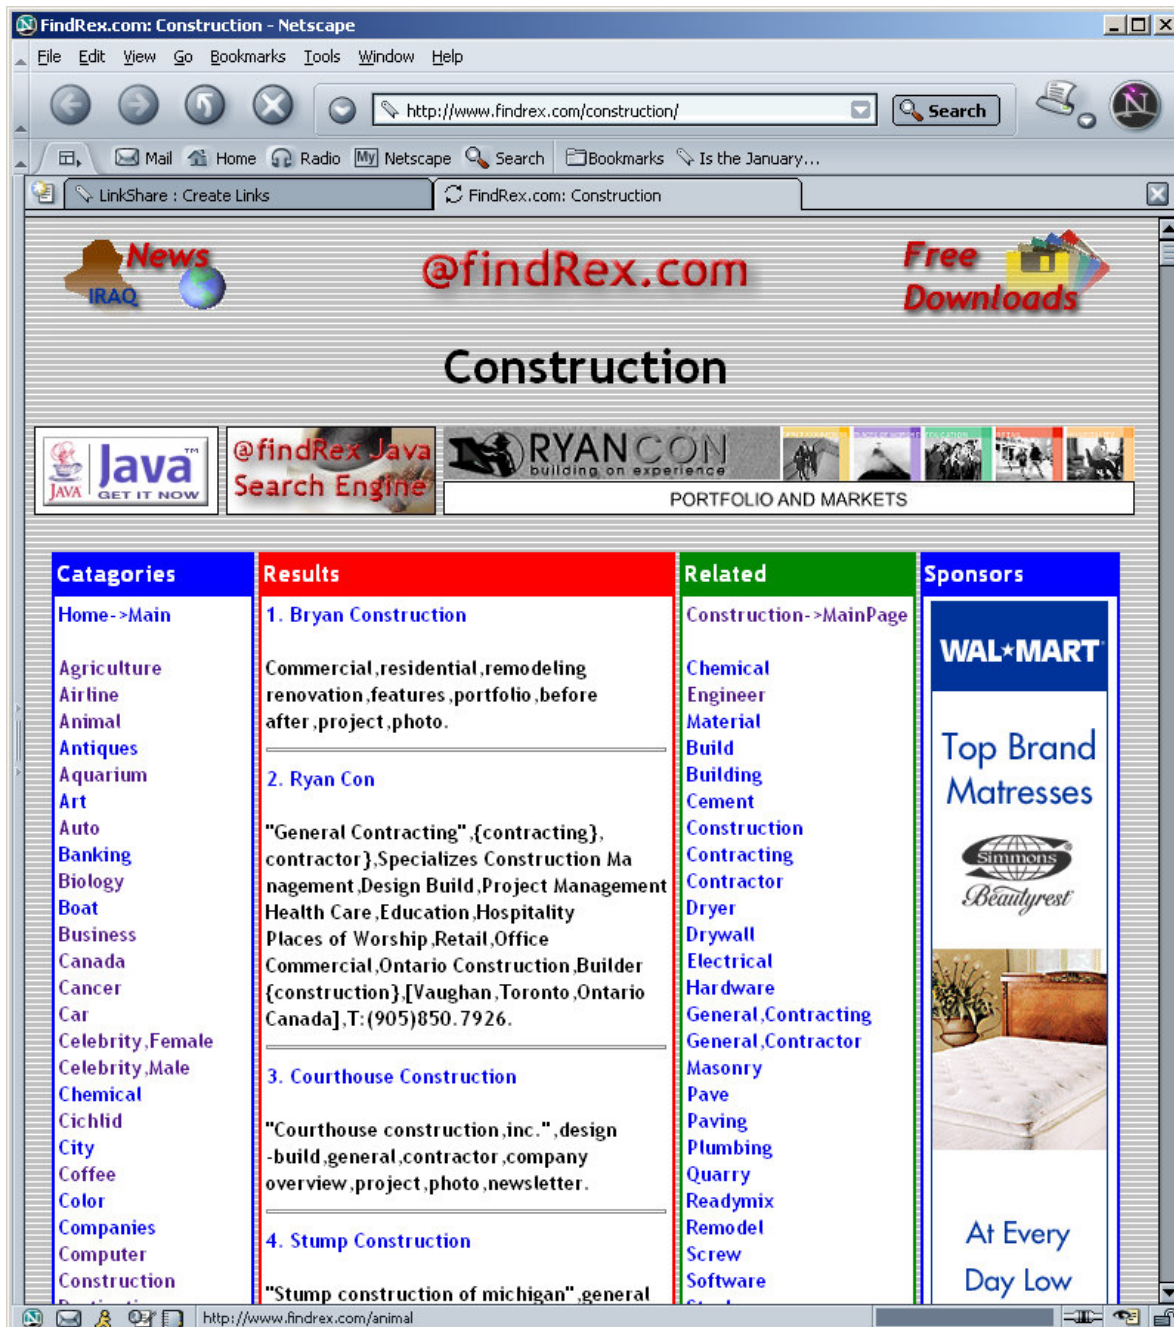 FindRex.com: Construction - Netscape
File Edit View Go Bookmarks Tools Window Help
http://www.findrex.com/construction/
Search
N
Mail Home Radio My Netscape Search Bookmarks Is the January...
LinkShare : Create Links
FindRex.com: Construction
News
IRAQ
@findRex.com
Free
Downloads
Construction
JAVA
Java™
GET IT NOW
@findRex Java
Search Engine
RYANCON
building on experience
PORTFOLIO AND MARKETS
Catagories
Home->Main
Agriculture
Airline
Animal
Antiques
Aquarium
Art
Auto
Banking
Biology
Boat
Business
Canada
Cancer
Car
Celebrity,Female
Celebrity,Male
Chemical
Cichlid
City
Coffee
Color
Companies
Computer
Construction
Results
1. Bryan Construction
Commercial,residential,remodeling
renovation,features,portfolio,before
after,project,photo.
2. Ryan Con
"General Contracting",{contracting},
contractor},Specializes Construction Ma
nagement,Design Build,Project Management
Health Care,Education,Hospitality
Places of Worship,Retail,Office
Commercial,Ontario Construction,Builder
{construction},[Vaughan,Toronto,Ontario
Canada],T:(905)850.7926.
3. Courthouse Construction
"Courthouse construction,inc.",design
-build,general,contractor,company
overview,project,photo,newsletter.
4. Stump Construction
"Stump construction of michigan",general
Related
Construction->MainPage
Chemical
Engineer
Material
Build
Building
Cement
Construction
Contracting
Contractor
Dryer
Drywall
Electrical
Hardware
General,Contracting
General,Contractor
Masonry
Pave
Paving
Plumbing
Quarry
Readymix
Remodel
Screw
Software
Sponsors
WAL★MART
Top Brand
Matresses
Simmons
Beautyrest
At Every
Day Low
http://www.findrex.com/animal